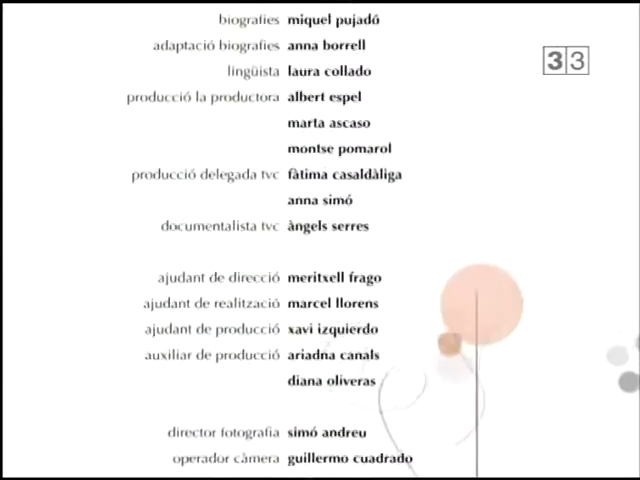 biografies miquel pujadó
adaptació biografies anna borrell
33
lingüista laura collado
producció la productora albert espel
marta ascaso
montse pomarol
producció delegada tvc fàtima casaldàliga
anna simó
documentalista tvc àngels serres
ajudant de direcció meritxell frago
ajudant de realització marcel llorens
ajudant de producció xavi izquierdo
auxiliar de producció ariadna canals
diana oliveras
director fotografia simó andreu
operador càmera guillermo cuadrado